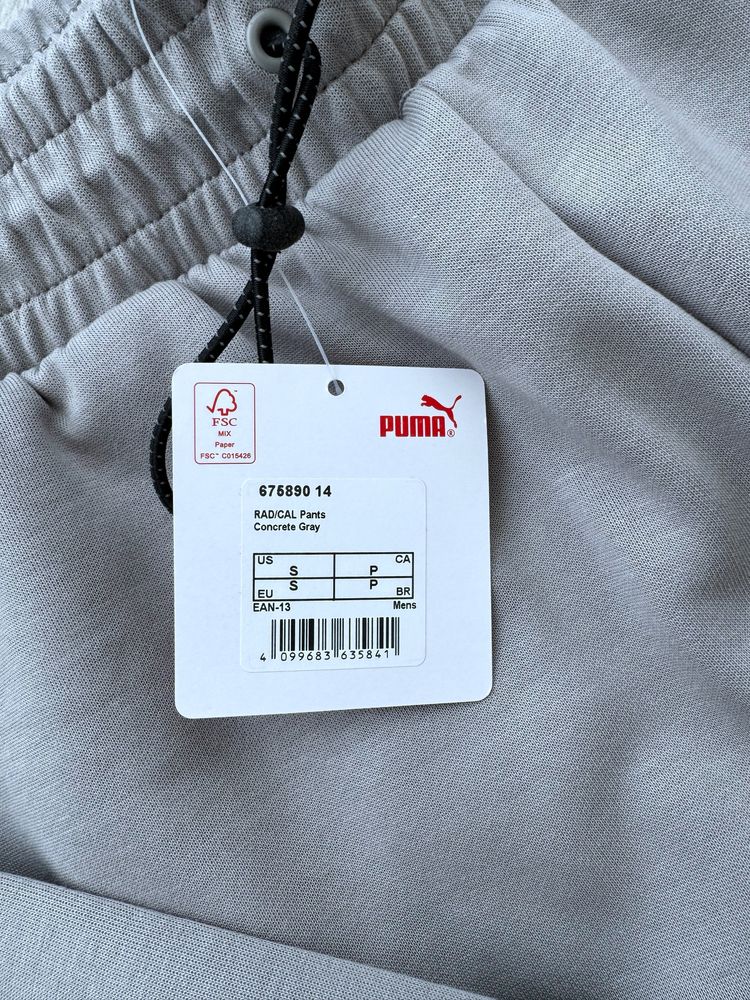 FSC
MIX
Paper
FSC™ C015426
PUMA®
675890 14
RAD/CAL Pants
Concrete Gray
US S P CA
EU S P BR
EAN-13 Mens
4 099683 635841